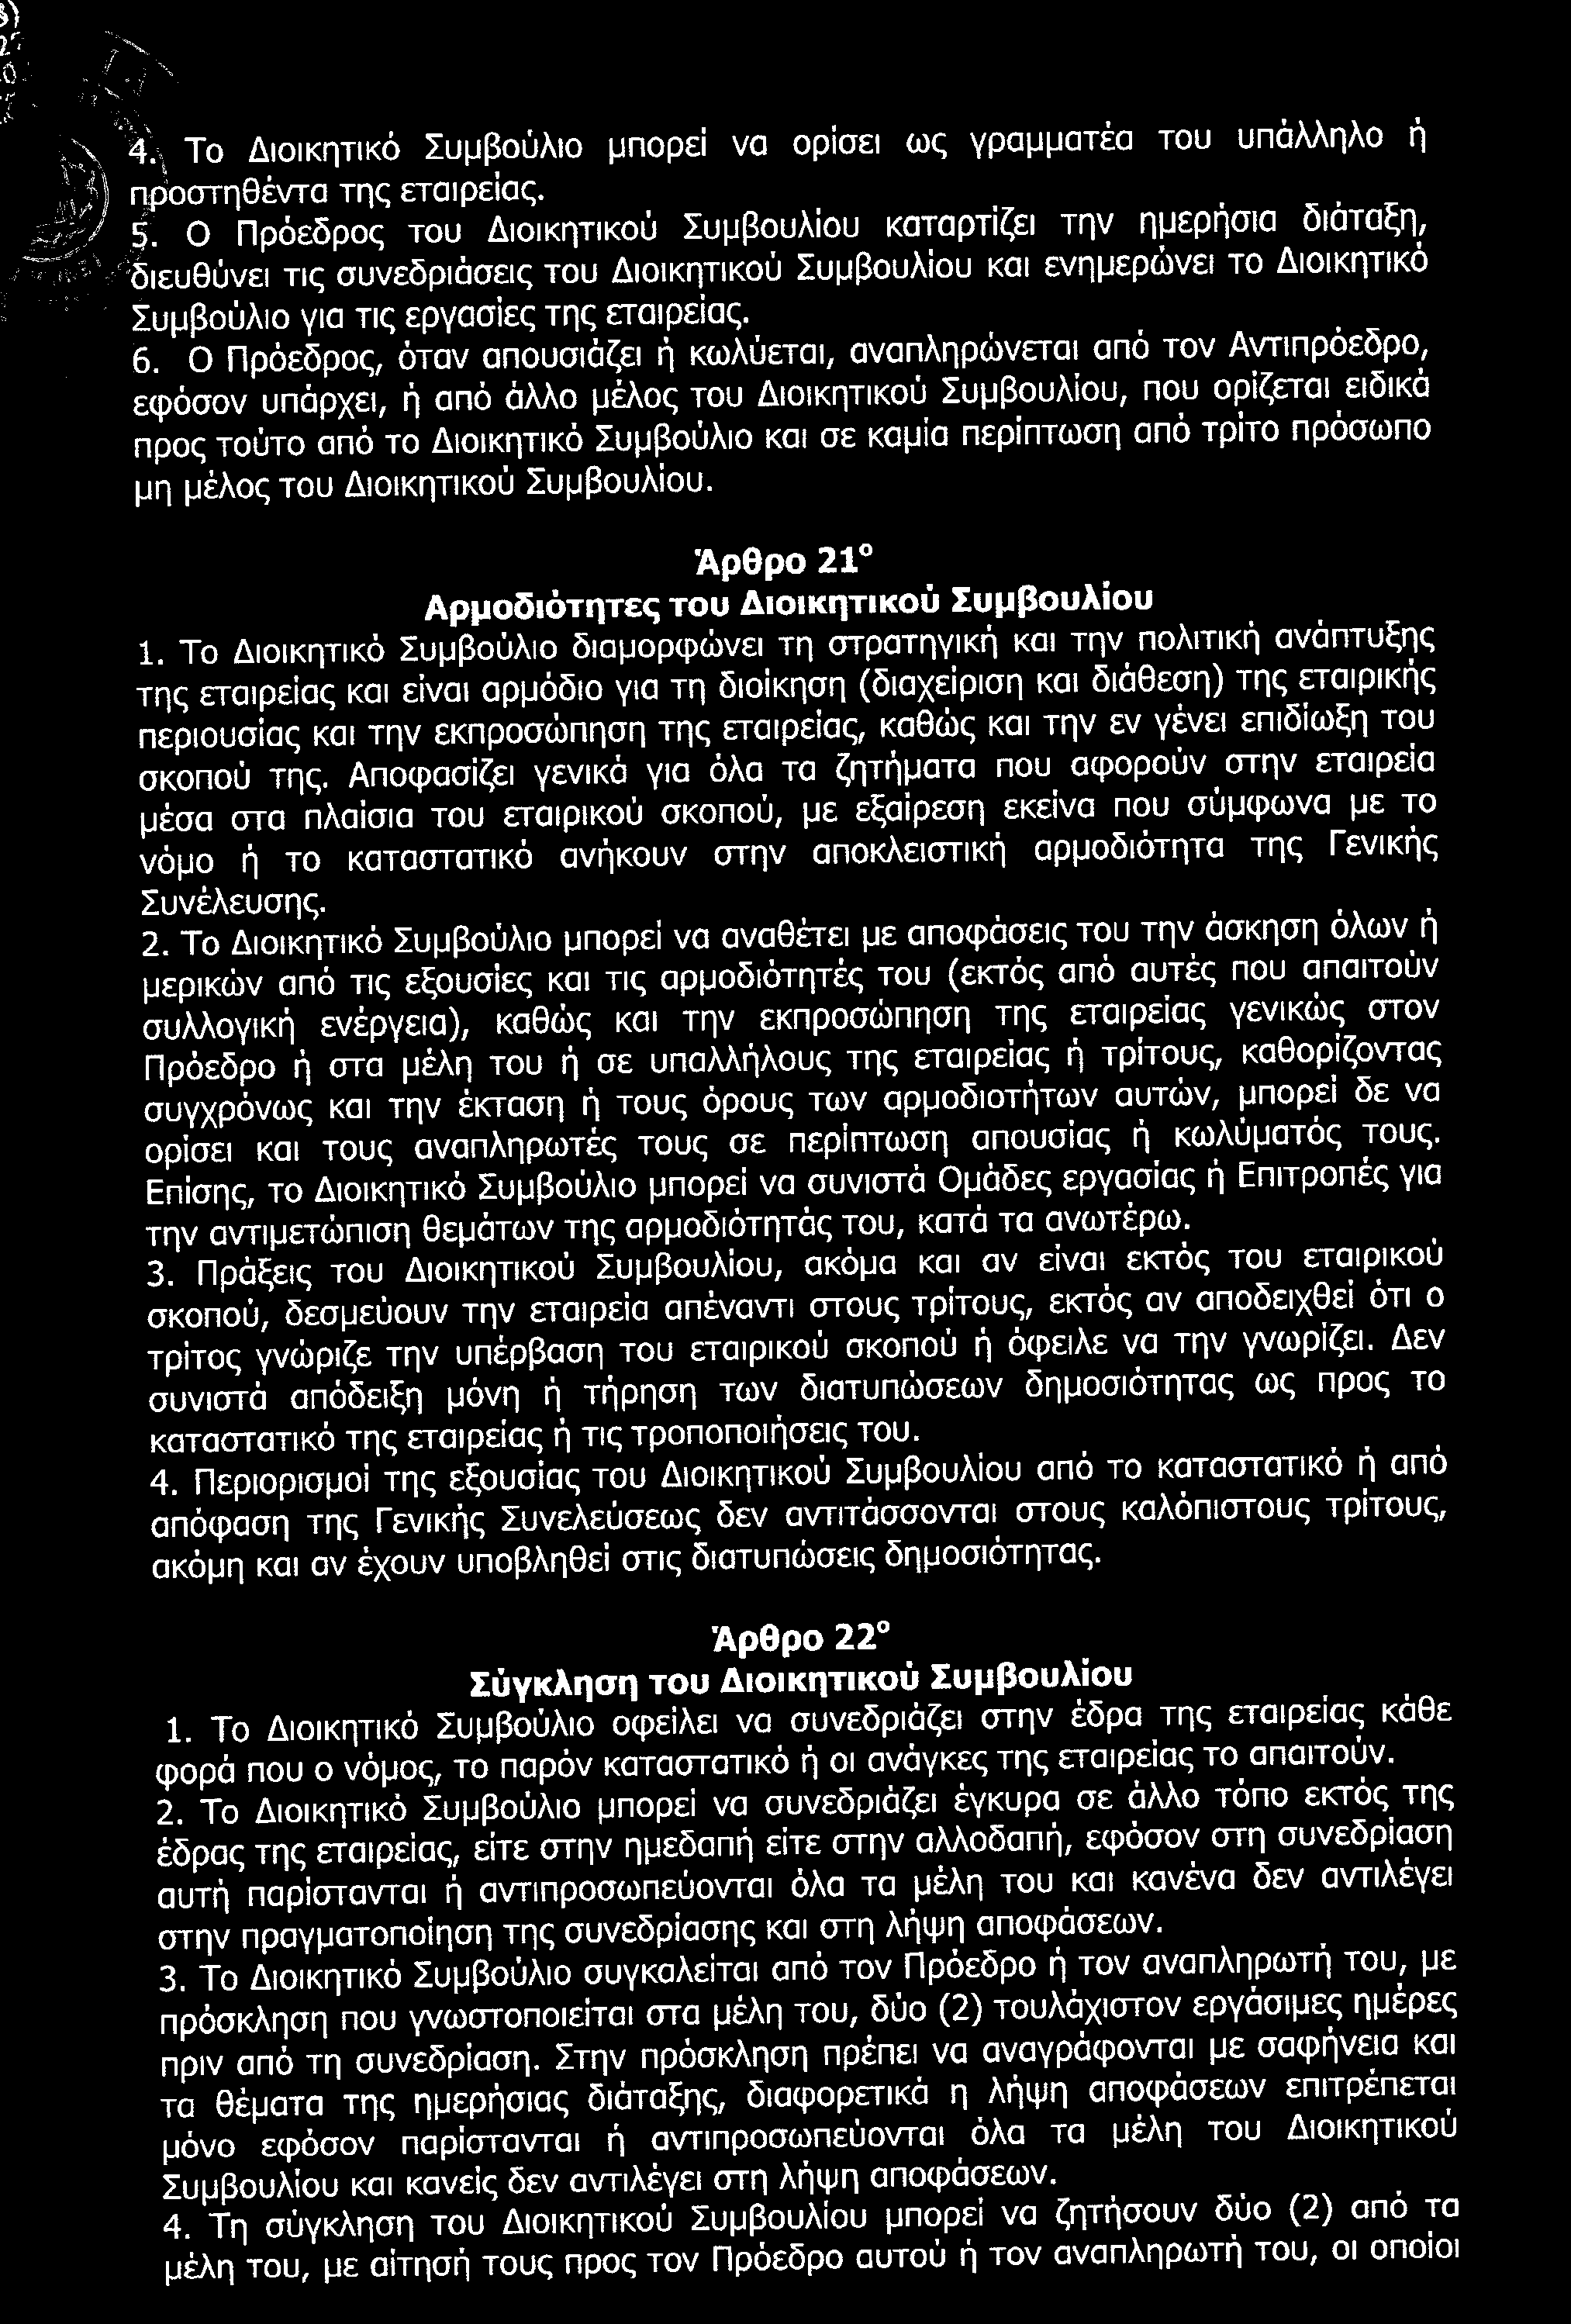 4. Το Διοικητικό Συμβούλιο μπορεί να ορίσει ως γραμματέα του υπάλληλο ή
προστηθέντα της εταιρείας.
5. Ο Πρόεδρος του Διοικητικού Συμβουλίου καταρτίζει την ημερήσια διάταξη,
διευθύνει τις συνεδριάσεις του Διοικητικού Συμβουλίου και ενημερώνει το Διοικητικό
Συμβούλιο για τις εργασίες της εταιρείας.
6. Ο Πρόεδρος, όταν απουσιάζει ή κωλύεται, αναπληρώνεται από τον Αντιπρόεδρο,
εφόσον υπάρχει, ή από άλλο μέλος του Διοικητικού Συμβουλίου, που ορίζεται ειδικά
προς τούτο από το Διοικητικό Συμβούλιο και σε καμία περίπτωση από τρίτο πρόσωπο
μη μέλος του Διοικητικού Συμβουλίου.
Άρθρο 21°
Αρμοδιότητες του Διοικητικού Συμβουλίου
1. Το Διοικητικό Συμβούλιο διαμορφώνει τη στρατηγική και την πολιτική ανάπτυξης
της εταιρείας και είναι αρμόδιο για τη διοίκηση (διαχείριση και διάθεση) της εταιρικής
περιουσίας και την εκπροσώπηση της εταιρείας, καθώς και την εν γένει επιδίωξη του
σκοπού της. Αποφασίζει γενικά για όλα τα ζητήματα που αφορούν στην εταιρεία
μέσα στα πλαίσια του εταιρικού σκοπού, με εξαίρεση εκείνα που σύμφωνα με το
νόμο ή το καταστατικό ανήκουν στην αποκλειστική αρμοδιότητα της Γενικής
Συνέλευσης.
2. Το Διοικητικό Συμβούλιο μπορεί να αναθέτει με αποφάσεις του την άσκηση όλων ή
μερικών από τις εξουσίες και τις αρμοδιότητές του (εκτός από αυτές που απαιτούν
συλλογική ενέργεια), καθώς και την εκπροσώπηση της εταιρείας γενικώς στον
Πρόεδρο ή στα μέλη του ή σε υπαλλήλους της εταιρείας ή τρίτους, καθορίζοντας
συγχρόνως και την έκταση ή τους όρους των αρμοδιοτήτων αυτών, μπορεί δε να
ορίσει και τους αναπληρωτές τους σε περίπτωση απουσίας ή κωλύματός τους.
Επίσης, το Διοικητικό Συμβούλιο μπορεί να συνιστά Ομάδες εργασίας ή Επιτροπές για
την αντιμετώπιση θεμάτων της αρμοδιότητάς του, κατά τα ανωτέρω.
3. Πράξεις του Διοικητικού Συμβουλίου, ακόμα και αν είναι εκτός του εταιρικού
σκοπού, δεσμεύουν την εταιρεία απέναντι στους τρίτους, εκτός αν αποδειχθεί ότι ο
τρίτος γνώριζε την υπέρβαση του εταιρικού σκοπού ή όφειλε να την γνωρίζει. Δεν
συνιστά απόδειξη μόνη ή τήρηση των διατυπώσεων δημοσιότητας ως προς το
καταστατικό της εταιρείας ή τις τροποποιήσεις του.
4. Περιορισμοί της εξουσίας του Διοικητικού Συμβουλίου από το καταστατικό ή από
απόφαση της Γενικής Συνελεύσεως δεν αντιτάσσονται στους καλόπιστους τρίτους,
ακόμη και αν έχουν υποβληθεί στις διατυπώσεις δημοσιότητας.
Άρθρο 22°
Σύγκληση του Διοικητικού Συμβουλίου
1. Το Διοικητικό Συμβούλιο οφείλει να συνεδριάζει στην έδρα της εταιρείας κάθε
φορά που ο νόμος, το παρόν καταστατικό ή οι ανάγκες της εταιρείας το απαιτούν.
2. Το Διοικητικό Συμβούλιο μπορεί να συνεδριάζει έγκυρα σε άλλο τόπο εκτός της
έδρας της εταιρείας, είτε στην ημεδαπή είτε στην αλλοδαπή, εφόσον στη συνεδρίαση
αυτή παρίστανται ή αντιπροσωπεύονται όλα τα μέλη του και κανένα δεν αντιλέγει
στην πραγματοποίηση της συνεδρίασης και στη λήψη αποφάσεων.
3. Το Διοικητικό Συμβούλιο συγκαλείται από τον Πρόεδρο ή τον αναπληρωτή του, με
πρόσκληση που γνωστοποιείται στα μέλη του, δύο (2) τουλάχιστον εργάσιμες ημέρες
πριν από τη συνεδρίαση. Στην πρόσκληση πρέπει να αναγράφονται με σαφήνεια και
τα θέματα της ημερήσιας διάταξης, διαφορετικά η λήψη αποφάσεων επιτρέπεται
μόνο εφόσον παρίστανται ή αντιπροσωπεύονται όλα τα μέλη του Διοικητικού
Συμβουλίου και κανείς δεν αντιλέγει στη λήψη αποφάσεων.
4. Τη σύγκληση του Διοικητικού Συμβουλίου μπορεί να ζητήσουν δύο (2) από τα
μέλη του, με αίτησή τους προς τον Πρόεδρο αυτού ή τον αναπληρωτή του, οι οποίοι